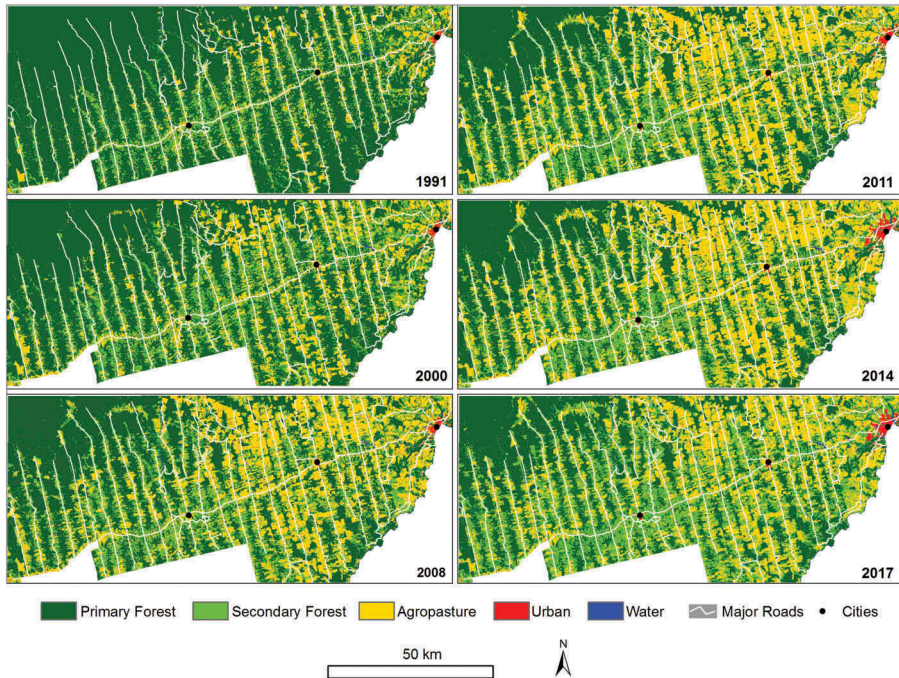 1991
2011
2000
2014
2008
2017
Primary Forest Secondary Forest Agropasture Urban Water Major Roads Cities
50 km
N